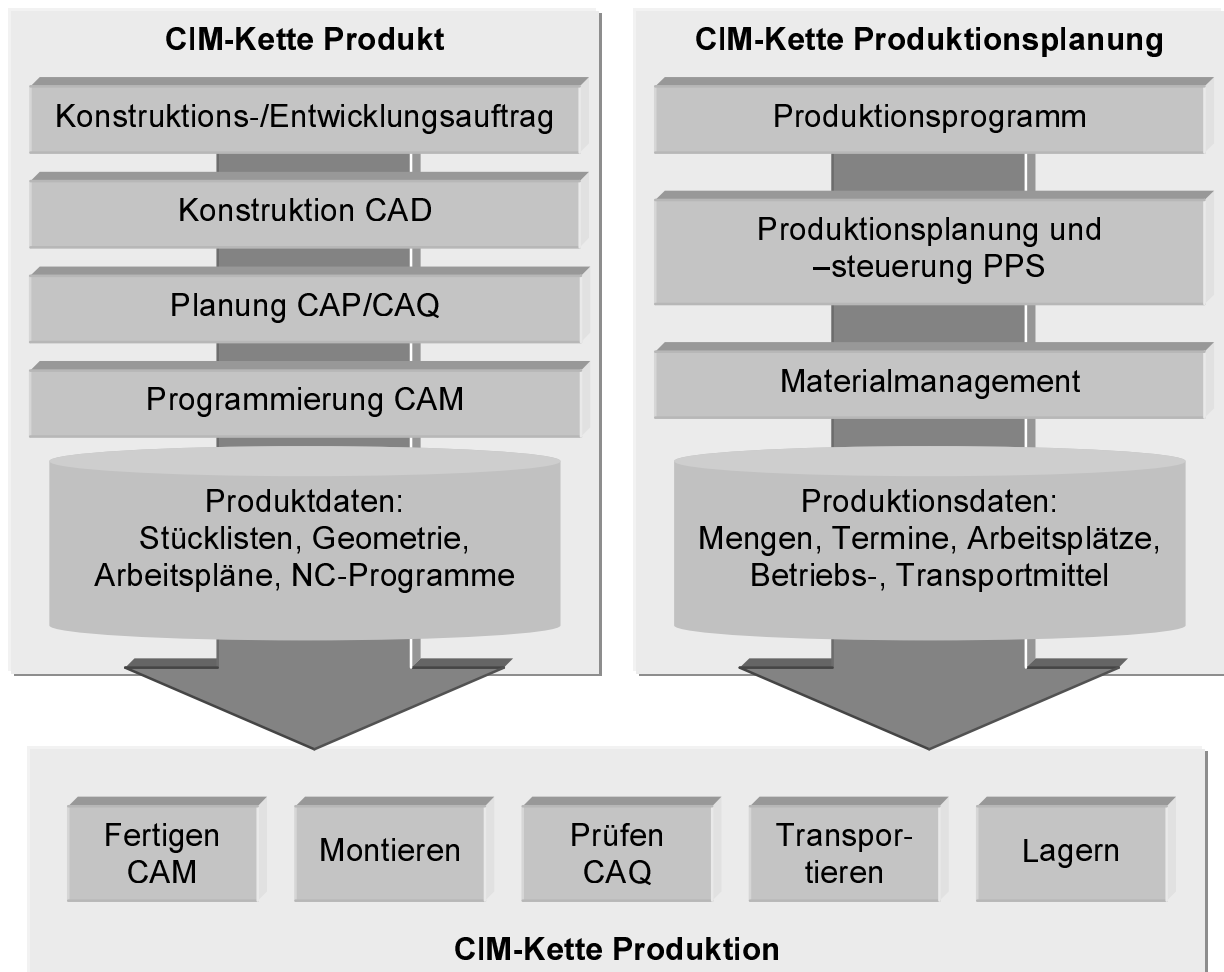 CIM-Kette Produkt
Konstruktions-/Entwicklungsauftrag
Konstruktion CAD
Planung CAP/CAQ
Programmierung CAM
Produktdaten:
Stücklisten, Geometrie,
Arbeitspläne, NC-Programme
CIM-Kette Produktionsplanung
Produktionsprogramm
Produktionsplanung und
–steuerung PPS
Materialmanagement
Produktionsdaten:
Mengen, Termine, Arbeitsplätze,
Betriebs-, Transportmittel
Fertigen
CAM
Montieren
Prüfen
CAQ
Transpor-
tieren
Lagern
CIM-Kette Produktion